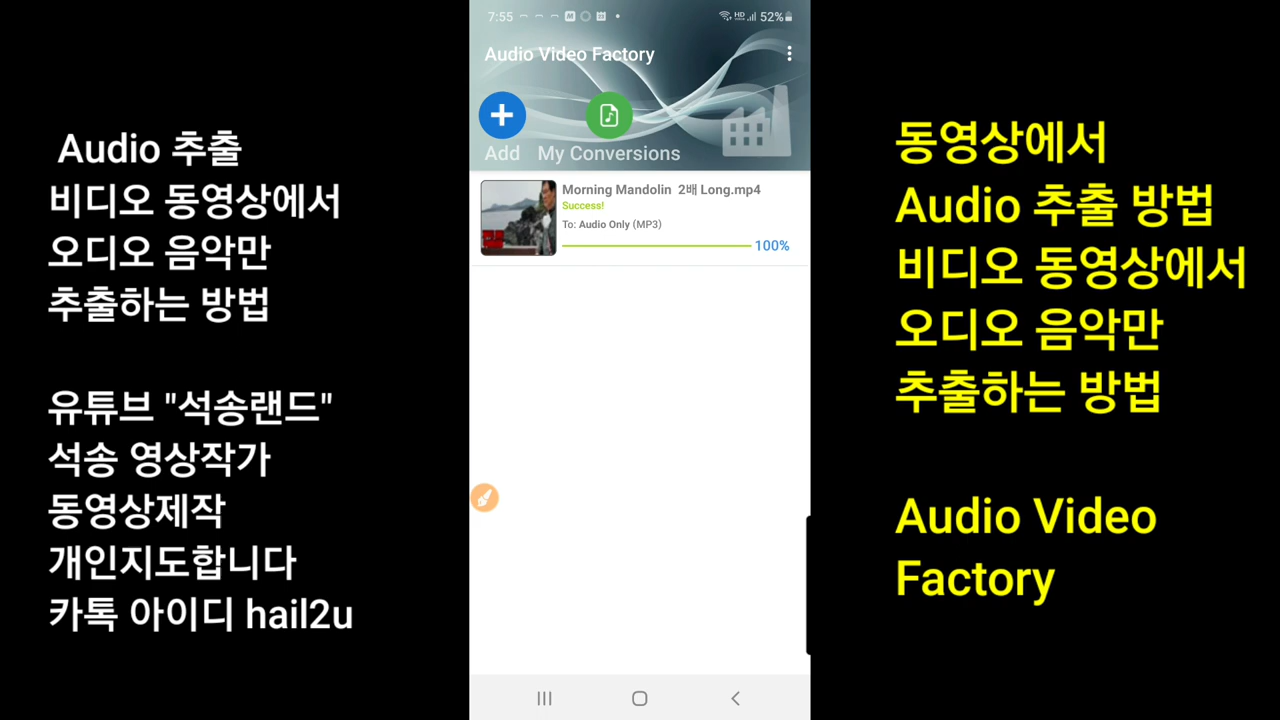 Audio 추출
비디오 동영상에서
오디오 음악만
추출하는 방법
유튜브 "석송랜드"
석송 영상작가
동영상제작
개인지도합니다
카톡 아이디 hail2u
7:55
52%
Audio Video Factory
Add
My Conversions
Morning Mandolin 2배 Long.mp4
Success!
To: Audio Only (MP3)
100%
동영상에서
Audio 추출 방법
비디오 동영상에서
오디오 음악만
추출하는 방법
Audio Video
Factory